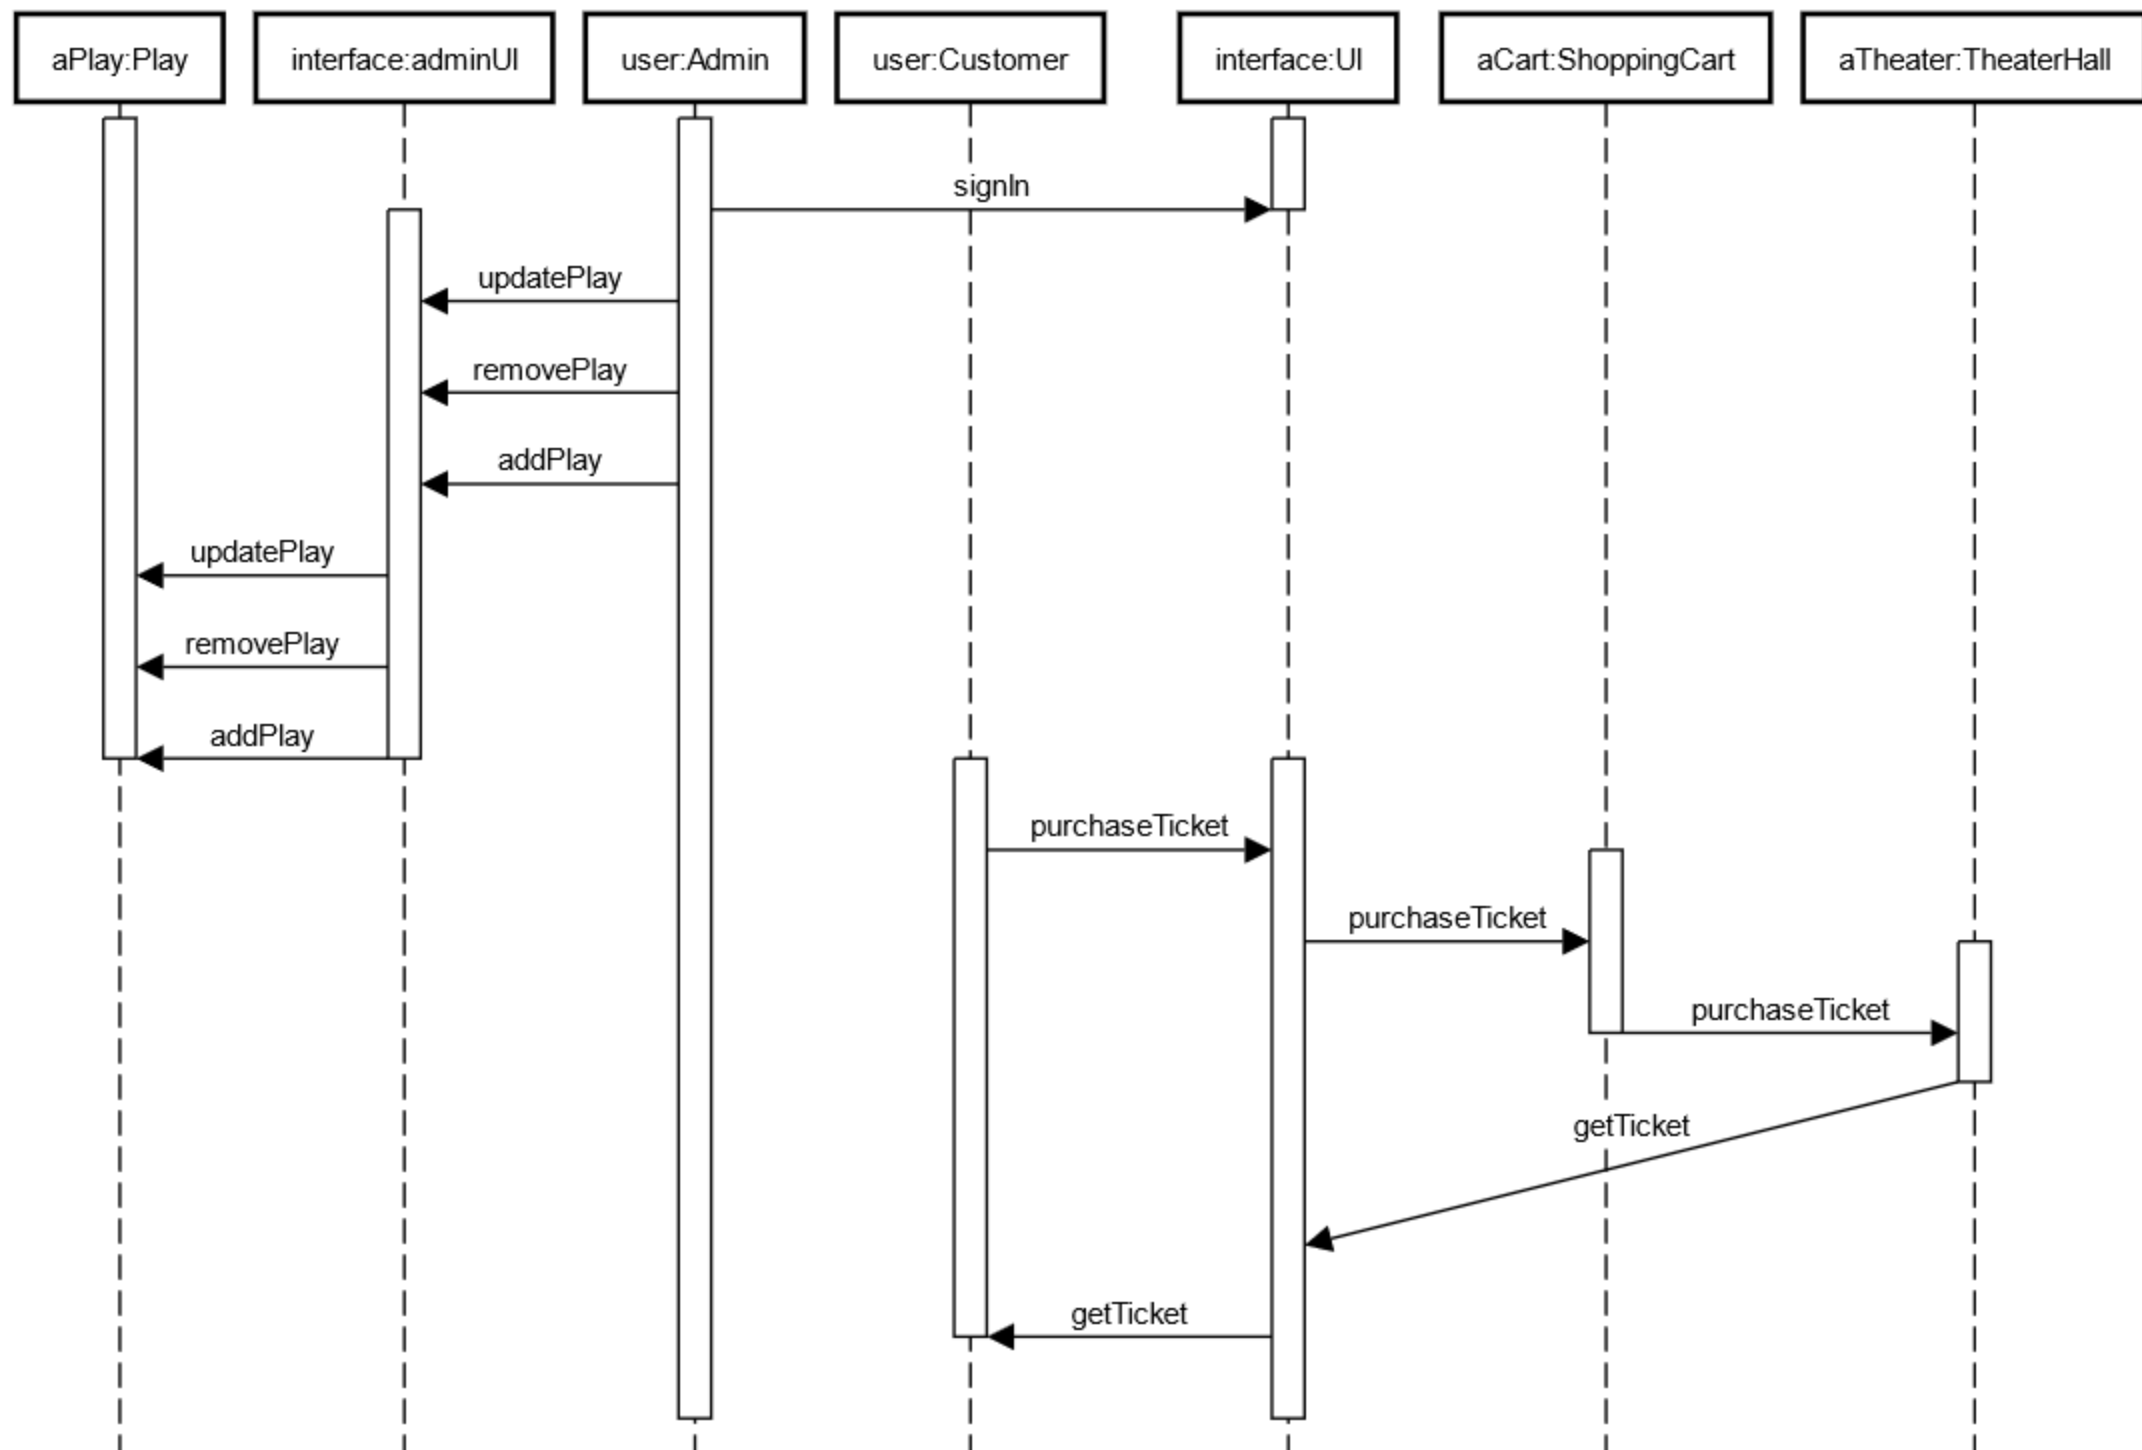 aPlay:Play
interface:adminUI
user:Admin
user:Customer
interface:UI
aCart:ShoppingCart
aTheater:TheaterHall
signIn
updatePlay
removePlay
addPlay
updatePlay
removePlay
addPlay
purchaseTicket
purchaseTicket
purchaseTicket
getTicket
getTicket